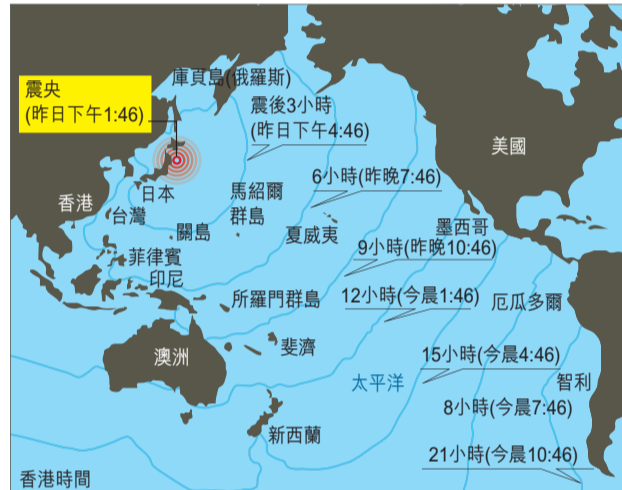 庫頁島(俄羅斯)
震央
(昨日下午1:46)
震後3小時
(昨日下午4:46)
美國
6小時(昨晚7:46)
日本
馬紹爾
群島
香港
台灣
墨西哥
關島
夏威夷
9小時(昨晚10:46)
菲律賓
印尼
12小時(今晨1:46)
所羅門群島
厄瓜多爾
斐濟
澳洲
15小時(今晨4:46)
太平洋
智利
8小時(今晨7:46)
新西蘭
21小時(今晨10:46)
香港時間